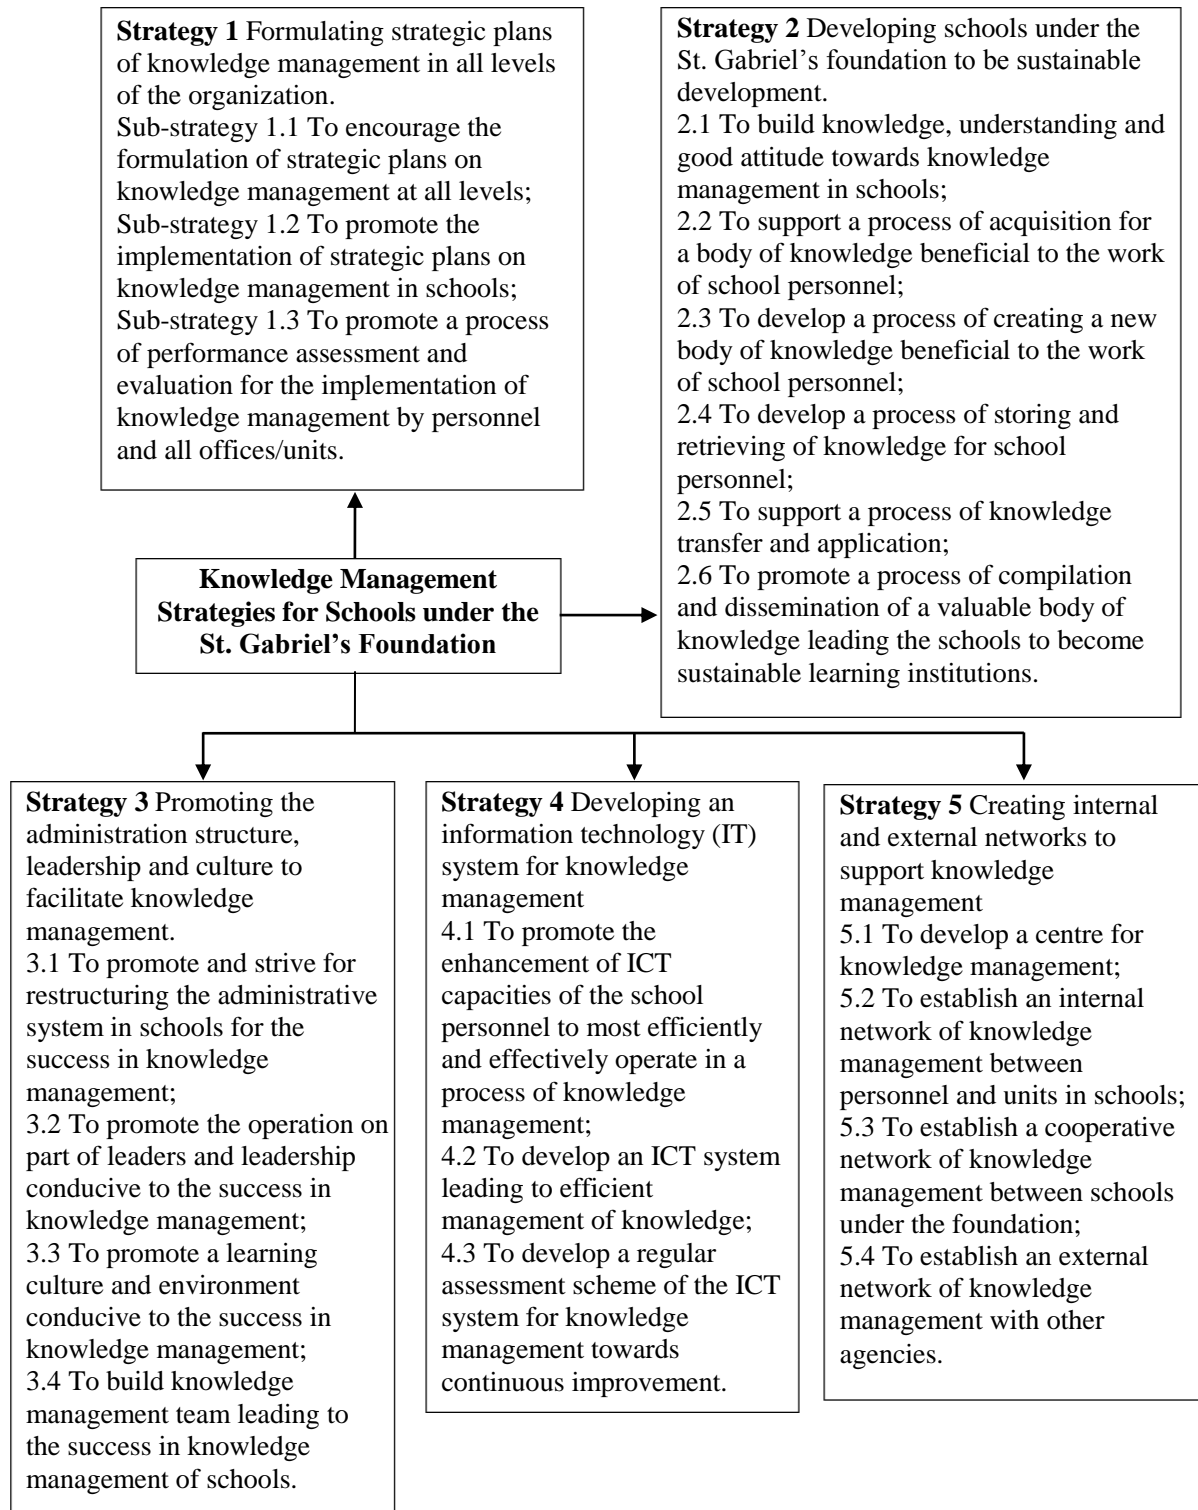 Strategy 1 Formulating strategic plans
of knowledge management in all levels
of the organization.
Sub-strategy 1.1 To encourage the
formulation of strategic plans on
knowledge management at all levels;
Sub-strategy 1.2 To promote the
implementation of strategic plans on
knowledge management in schools;
Sub-strategy 1.3 To promote a process
of performance assessment and
evaluation for the implementation of
knowledge management by personnel
and all offices/units.
Strategy 2 Developing schools under the
St. Gabriel’s foundation to be sustainable
development.
2.1 To build knowledge, understanding and
good attitude towards knowledge
management in schools;
2.2 To support a process of acquisition for
a body of knowledge beneficial to the work
of school personnel;
2.3 To develop a process of creating a new
body of knowledge beneficial to the work
of school personnel;
2.4 To develop a process of storing and
retrieving of knowledge for school
personnel;
2.5 To support a process of knowledge
transfer and application;
2.6 To promote a process of compilation
and dissemination of a valuable body of
knowledge leading the schools to become
sustainable learning institutions.
Knowledge Management
Strategies for Schools under the
St. Gabriel’s Foundation
Strategy 3 Promoting the
administration structure,
leadership and culture to
facilitate knowledge
management.
3.1 To promote and strive for
restructuring the administrative
system in schools for the
success in knowledge
management;
3.2 To promote the operation on
part of leaders and leadership
conducive to the success in
knowledge management;
3.3 To promote a learning
culture and environment
conducive to the success in
knowledge management;
3.4 To build knowledge
management team leading to
the success in knowledge
management of schools.
Strategy 4 Developing an
information technology (IT)
system for knowledge
management
4.1 To promote the
enhancement of ICT
capacities of the school
personnel to most efficiently
and effectively operate in a
process of knowledge
management;
4.2 To develop an ICT system
leading to efficient
management of knowledge;
4.3 To develop a regular
assessment scheme of the ICT
system for knowledge
management towards
continuous improvement.
Strategy 5 Creating internal
and external networks to
support knowledge
management
5.1 To develop a centre for
knowledge management;
5.2 To establish an internal
network of knowledge
management between
personnel and units in schools;
5.3 To establish a cooperative
network of knowledge
management between schools
under the foundation;
5.4 To establish an external
network of knowledge
management with other
agencies.